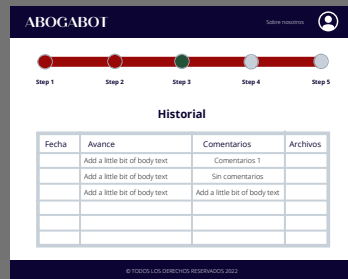 ABOGABOT
Sobre nosotros
Step 1 Step 2 Step 3 Step 4 Step 5
Historial
Fecha Avance Comentarios Archivos
Add a little bit of body text Comentarios 1
Add a little bit of body text Sin comentarios
Add a little bit of body text Add a little bit of body text
© TODOS LOS DERECHOS RESERVADOS 2022